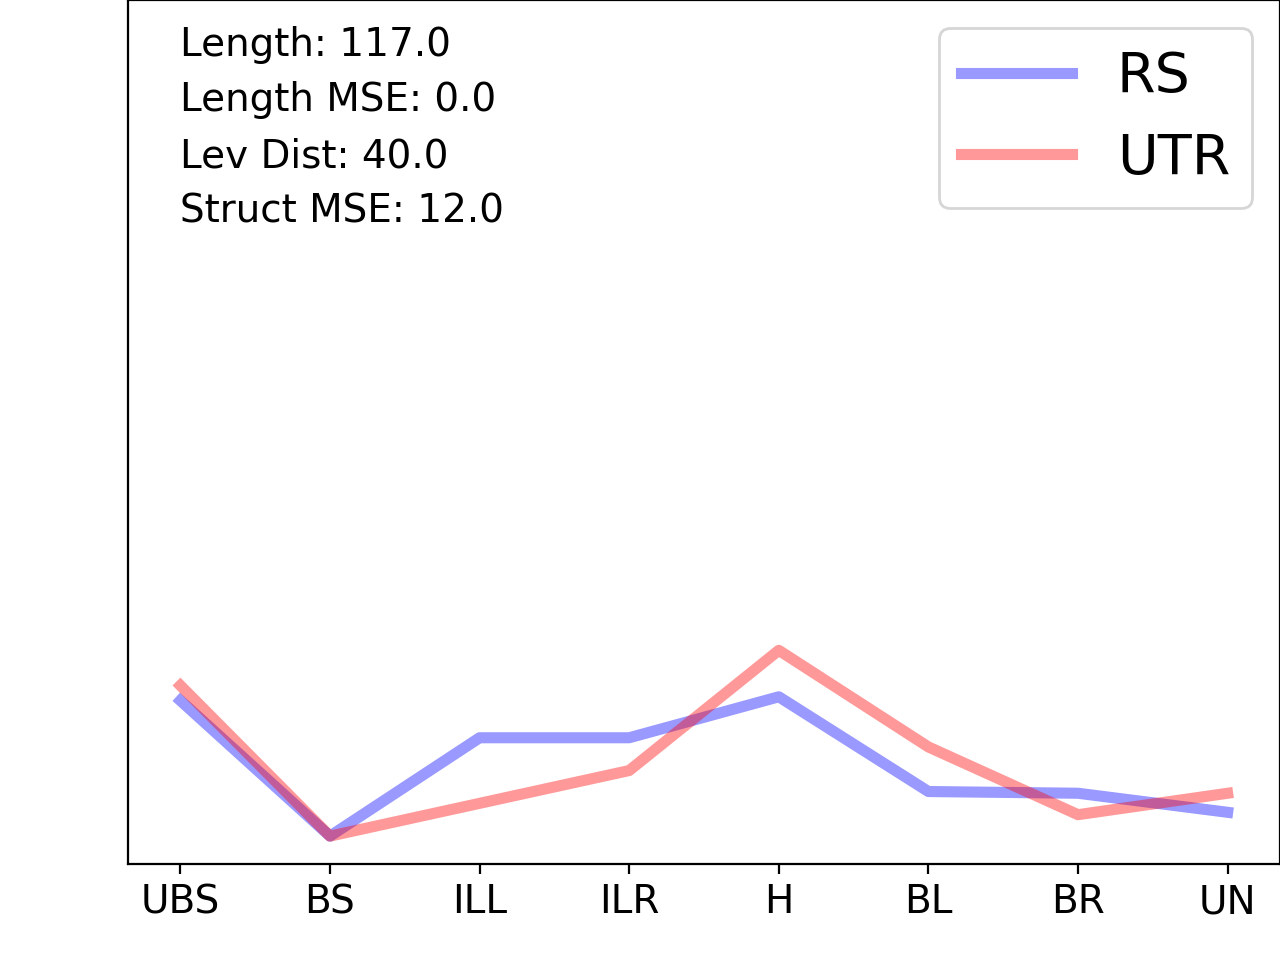 Length: 117.0
Length MSE: 0.0
Lev Dist: 40.0
Struct MSE: 12.0
RS
UTR
UBS BS ILL ILR H BL BR UN